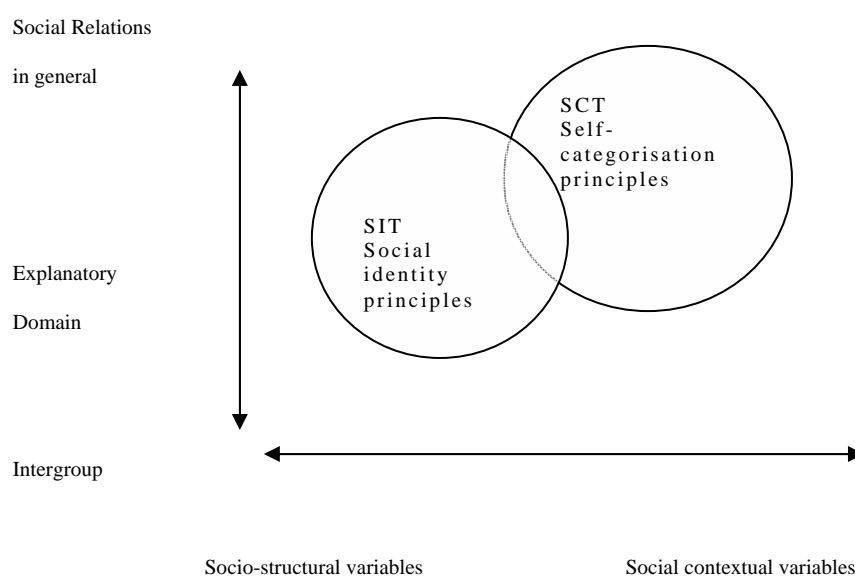 Social Relations
in general
SCT
Self-
categorisation
principles
SIT
Social
identity
principles
Explanatory
Domain
Intergroup
Socio-structural variables
Social contextual variables